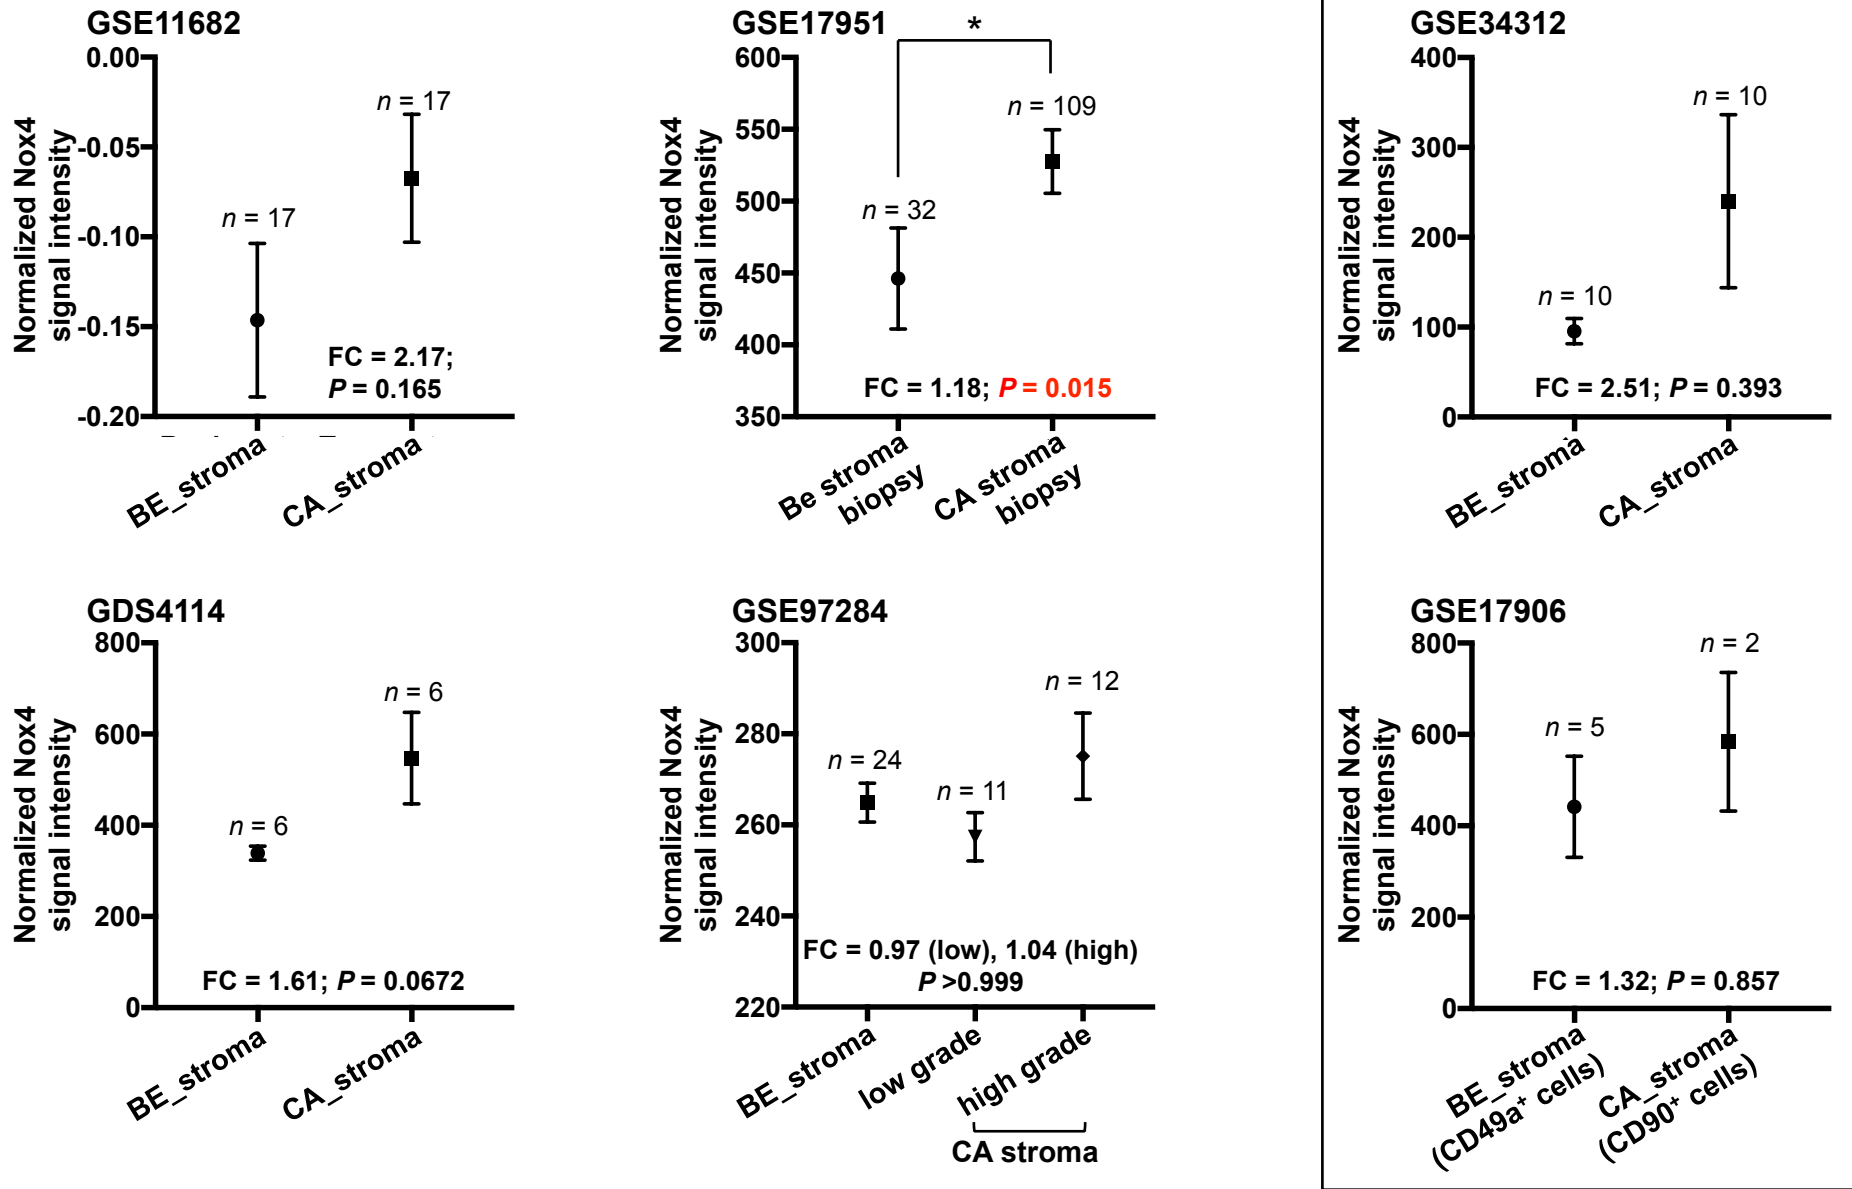 GSE11682
Normalized Nox4
signal intensity
0.00
-0.05
-0.10
-0.15
-0.20
n = 17
n = 17
FC = 2.17;
P = 0.165
BE_stroma
CA_stroma
GSE17951
Normalized Nox4
signal intensity
600
550
500
450
400
350
*
n = 32
n = 109
FC = 1.18; P = 0.015
Be stroma
biopsy
CA stroma
biopsy
GSE34312
Normalized Nox4
signal intensity
400
300
200
100
0
n = 10
n = 10
FC = 2.51; P = 0.393
BE_stroma
CA_stroma
GDS4114
Normalized Nox4
signal intensity
800
600
400
200
0
n = 6
n = 6
FC = 1.61; P = 0.0672
BE_stroma
CA_stroma
GSE97284
Normalized Nox4
signal intensity
300
280
260
240
220
n = 24
n = 11
n = 12
FC = 0.97 (low), 1.04 (high)
P >0.999
BE_stroma
low grade
high grade
CA stroma
GSE17906
Normalized Nox4
signal intensity
800
600
400
200
0
n = 5
n = 2
FC = 1.32; P = 0.857
BE_stroma
(CD49a⁺ cells)
CA_stroma
(CD90⁺ cells)